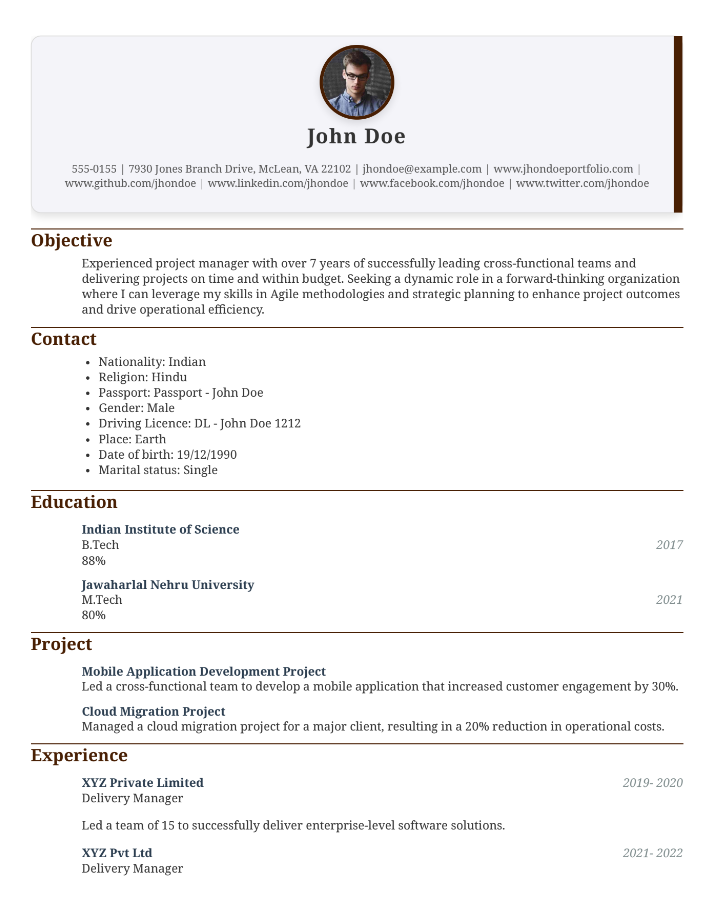 John Doe
555-0155 | 7930 Jones Branch Drive, McLean, VA 22102 | jhondoe@example.com | www.jhondoeportfolio.com |
www.github.com/jhondoe | www.linkedin.com/jhondoe | www.facebook.com/jhondoe | www.twitter.com/jhondoe
Objective
Experienced project manager with over 7 years of successfully leading cross-functional teams and
delivering projects on time and within budget. Seeking a dynamic role in a forward-thinking organization
where I can leverage my skills in Agile methodologies and strategic planning to enhance project outcomes
and drive operational efficiency.
Contact
• Nationality: Indian
• Religion: Hindu
• Passport: Passport - John Doe
• Gender: Male
• Driving Licence: DL - John Doe 1212
• Place: Earth
• Date of birth: 19/12/1990
• Marital status: Single
Education
Indian Institute of Science
B.Tech 2017
88%
Jawaharlal Nehru University
M.Tech 2021
80%
Project
Mobile Application Development Project
Led a cross-functional team to develop a mobile application that increased customer engagement by 30%.
Cloud Migration Project
Managed a cloud migration project for a major client, resulting in a 20% reduction in operational costs.
Experience
XYZ Private Limited 2019- 2020
Delivery Manager
Led a team of 15 to successfully deliver enterprise-level software solutions.
XYZ Pvt Ltd 2021- 2022
Delivery Manager